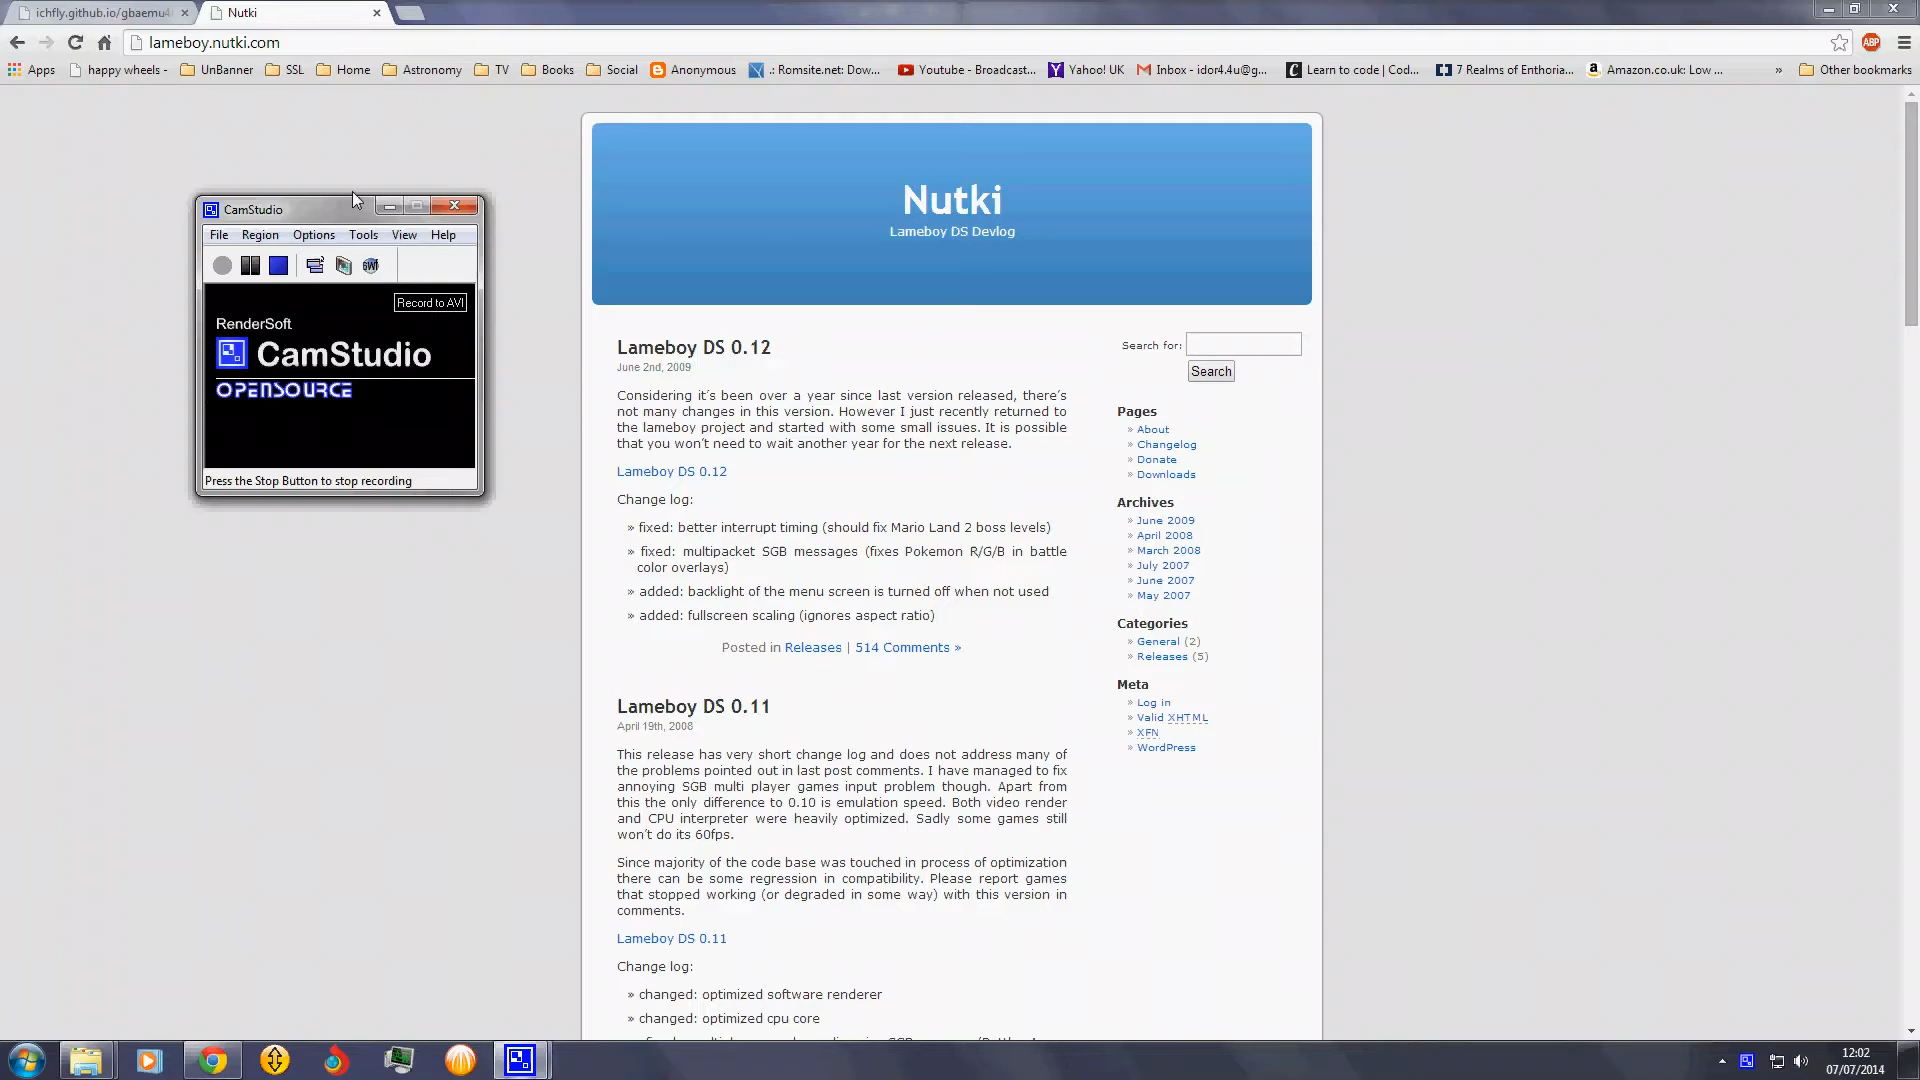 ichfly.github.io/gbaemu4
Nutki
lameboy.nutki.com
Apps
happy wheels -
UnBanner
SSL
Home
Astronomy
TV
Books
Social
Anonymous
.: Romsite.net: Dow...
Youtube - Broadcast...
Yahoo! UK
Inbox - idor4.4u@g...
Learn to code | Cod...
7 Realms of Enthoria...
Amazon.co.uk: Low ...
»
Other bookmarks
ABP
Nutki
Lameboy DS Devlog
CamStudio
File Region Options Tools View Help
Record to AVI
RenderSoft
CamStudio
OPENSOURCE
Press the Stop Button to stop recording
Lameboy DS 0.12
June 2nd, 2009
Considering it's been over a year since last version released, there's
not many changes in this version. However I just recently returned to
the lameboy project and started with some small issues. It is possible
that you won't need to wait another year for the next release.
Lameboy DS 0.12
Change log:
» fixed: better interrupt timing (should fix Mario Land 2 boss levels)
» fixed: multipacket SGB messages (fixes Pokemon R/G/B in battle
color overlays)
» added: backlight of the menu screen is turned off when not used
» added: fullscreen scaling (ignores aspect ratio)
Posted in Releases | 514 Comments »
Lameboy DS 0.11
April 19th, 2008
This release has very short change log and does not address many of
the problems pointed out in last post comments. I have managed to fix
annoying SGB multi player games input problem though. Apart from
this the only difference to 0.10 is emulation speed. Both video render
and CPU interpreter were heavily optimized. Sadly some games still
won't do its 60fps.
Since majority of the code base was touched in process of optimization
there can be some regression in compatibility. Please report games
that stopped working (or degraded in some way) with this version in
comments.
Lameboy DS 0.11
Change log:
» changed: optimized software renderer
» changed: optimized cpu core
Search for:
Search
Pages
» About
» Changelog
» Donate
» Downloads
Archives
» June 2009
» April 2008
» March 2008
» July 2007
» June 2007
» May 2007
Categories
» General (2)
» Releases (5)
Meta
» Log in
» Valid XHTML
» XFN
» WordPress
12:02
07/07/2014